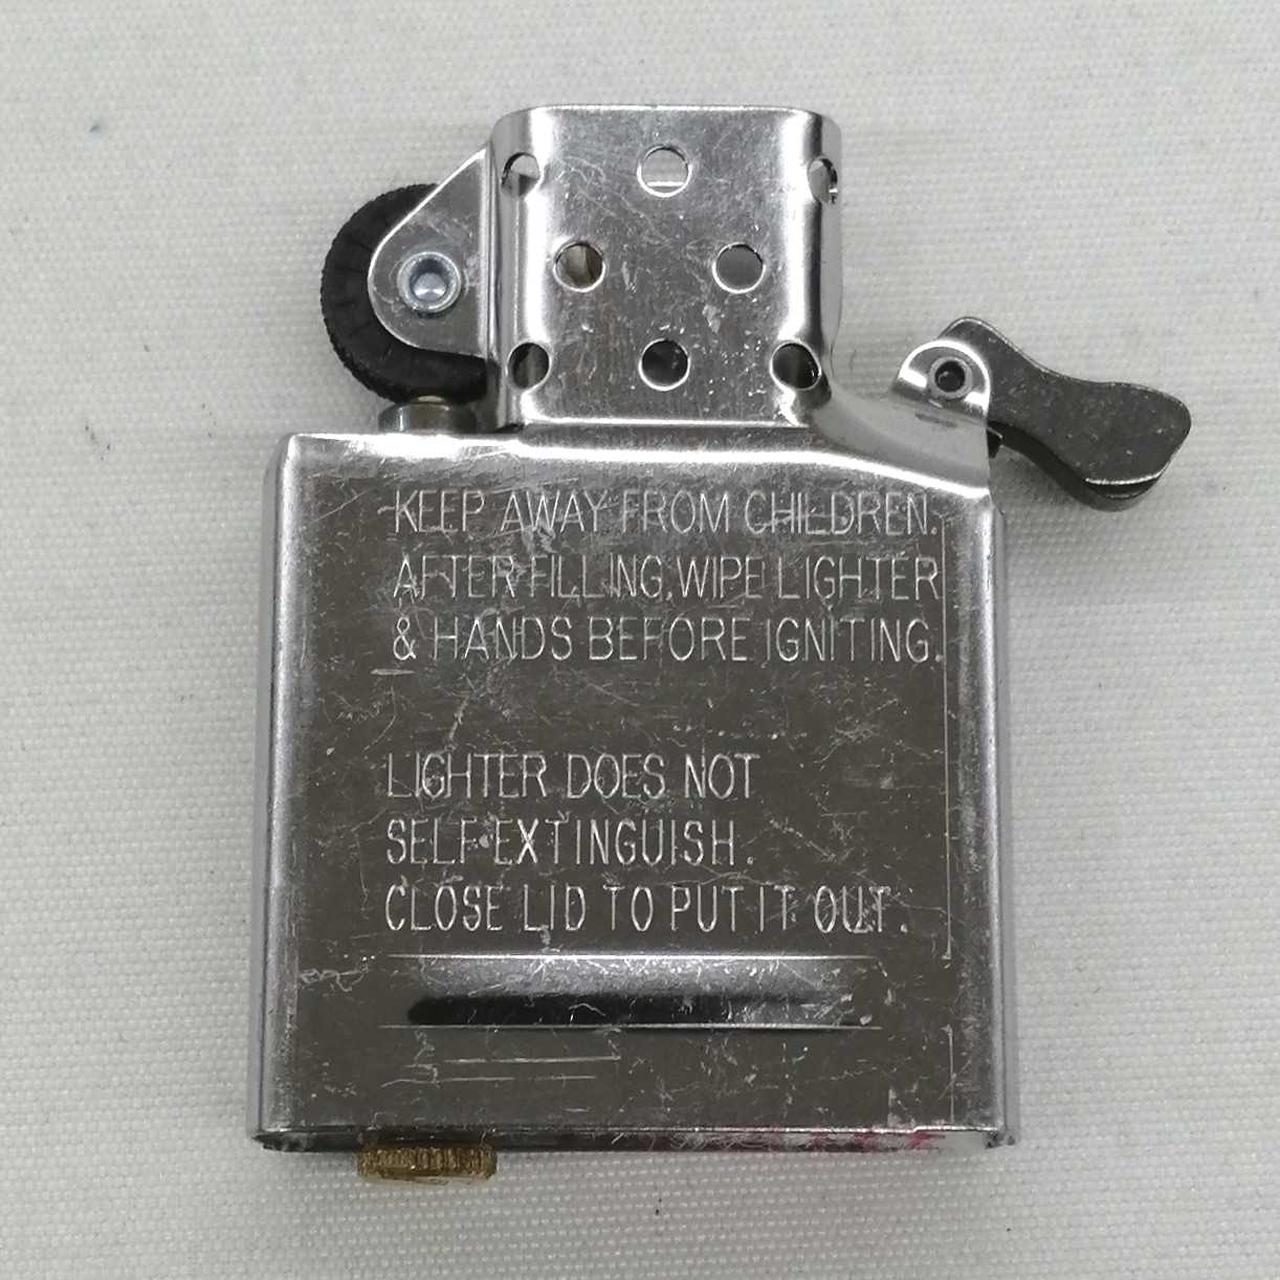 KEEP AWAY FROM CHILDREN.
AFTER FILLING, WIPE LIGHTER
& HANDS BEFORE IGNITING.
LIGHTER DOES NOT
SELF-EXTINGUISH.
CLOSE LID TO PUT IT OUT.